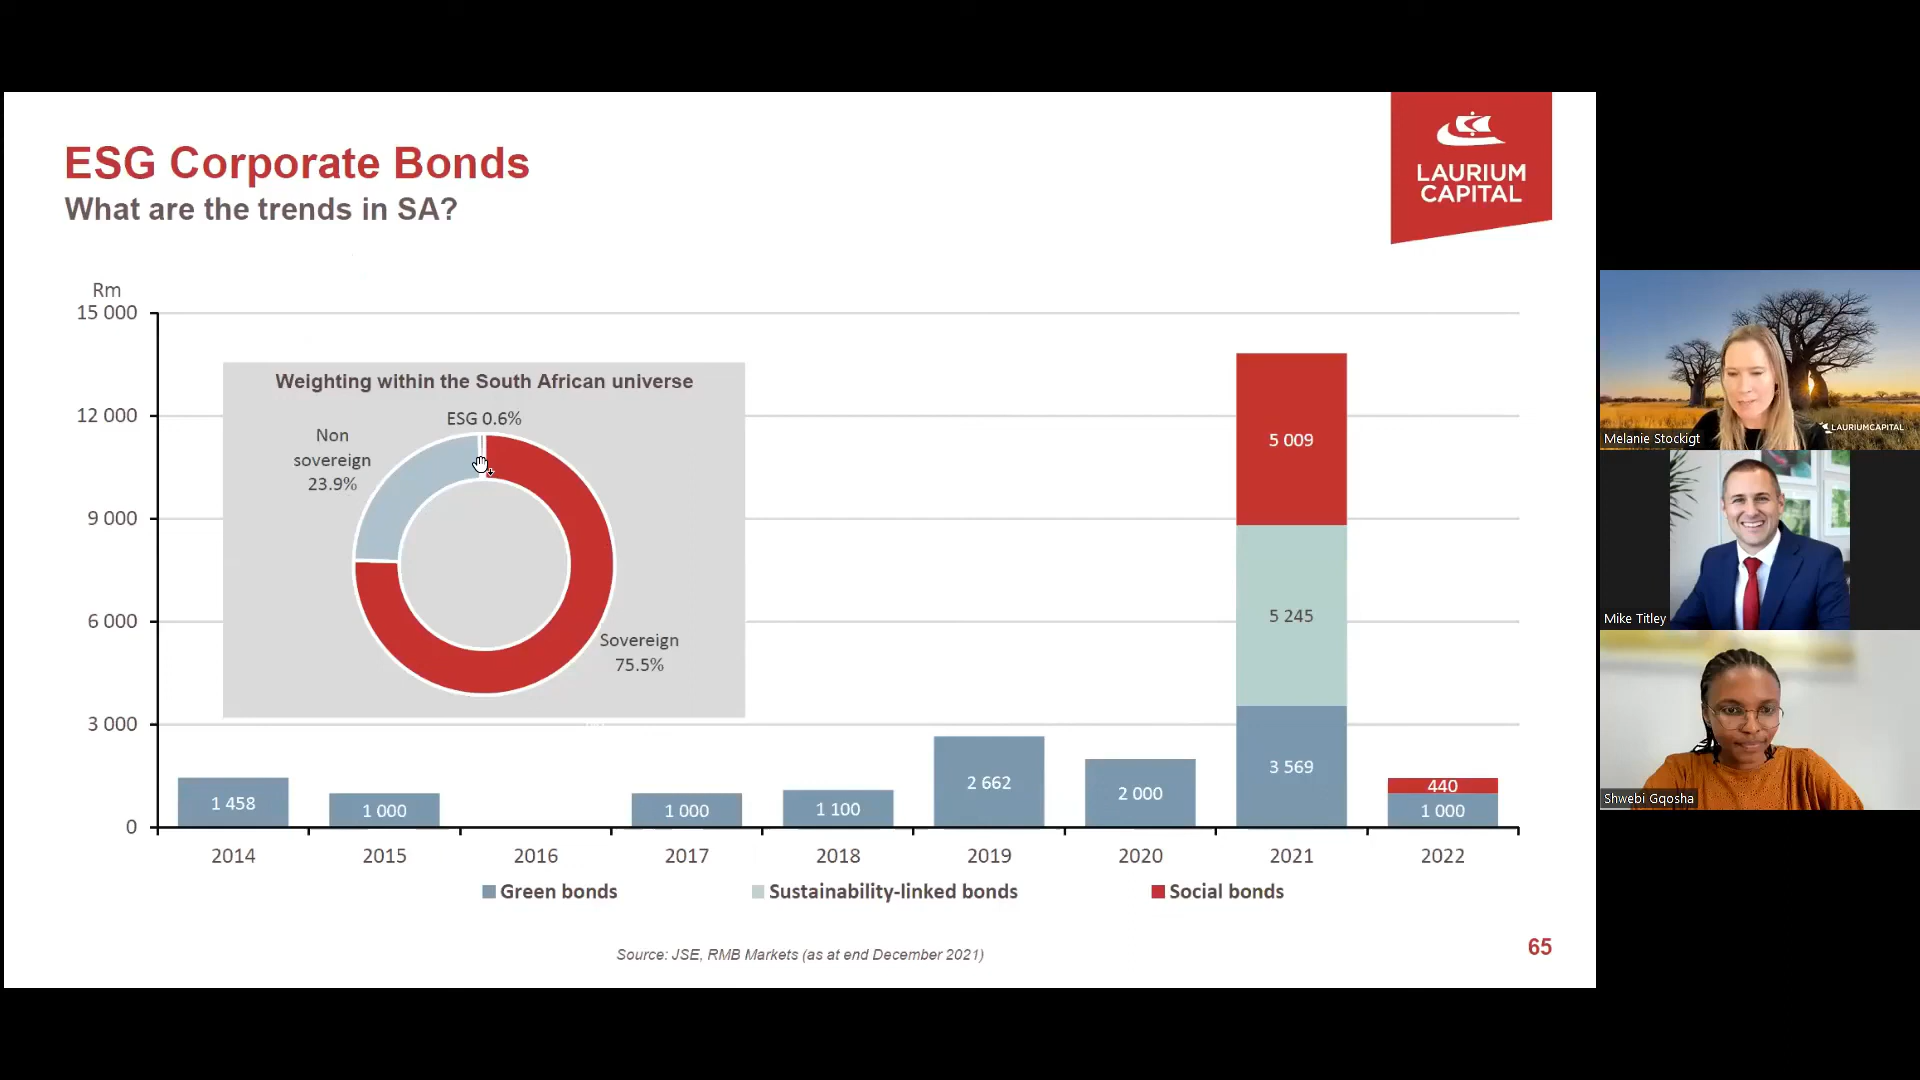 ESG Corporate Bonds
What are the trends in SA?
LAURIUM
CAPITAL
Rm
15 000
12 000
9 000
6 000
3 000
0
Weighting within the South African universe
ESG 0.6%
Non
sovereign
23.9%
Sovereign
75.5%
1 458
1 000
1 000
1 100
2 662
2 000
5 009
5 245
3 569
440
1 000
2014
2015
2016
2017
2018
2019
2020
2021
2022
Green bonds
Sustainability-linked bonds
Social bonds
Source: JSE, RMB Markets (as at end December 2021)
65
Melanie Stockigt
LAURIUMCAPITAL
Mike Titley
Shwebi Gqosha